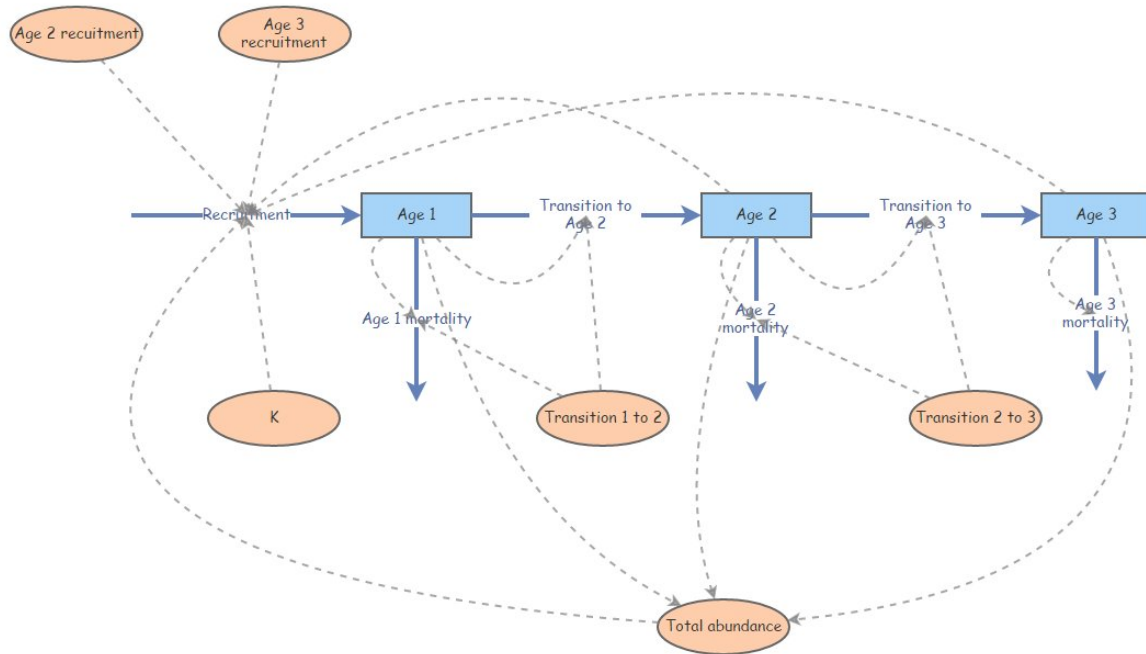 Age 2 recuitment
Age 3
recruitment
Recruitment
Age 1
Transition to
Age 2
Age 2
Transition to
Age 3
Age 3
Age 1 mortality
Age 2
mortality
Age 3
mortality
K
Transition 1 to 2
Transition 2 to 3
Total abundance